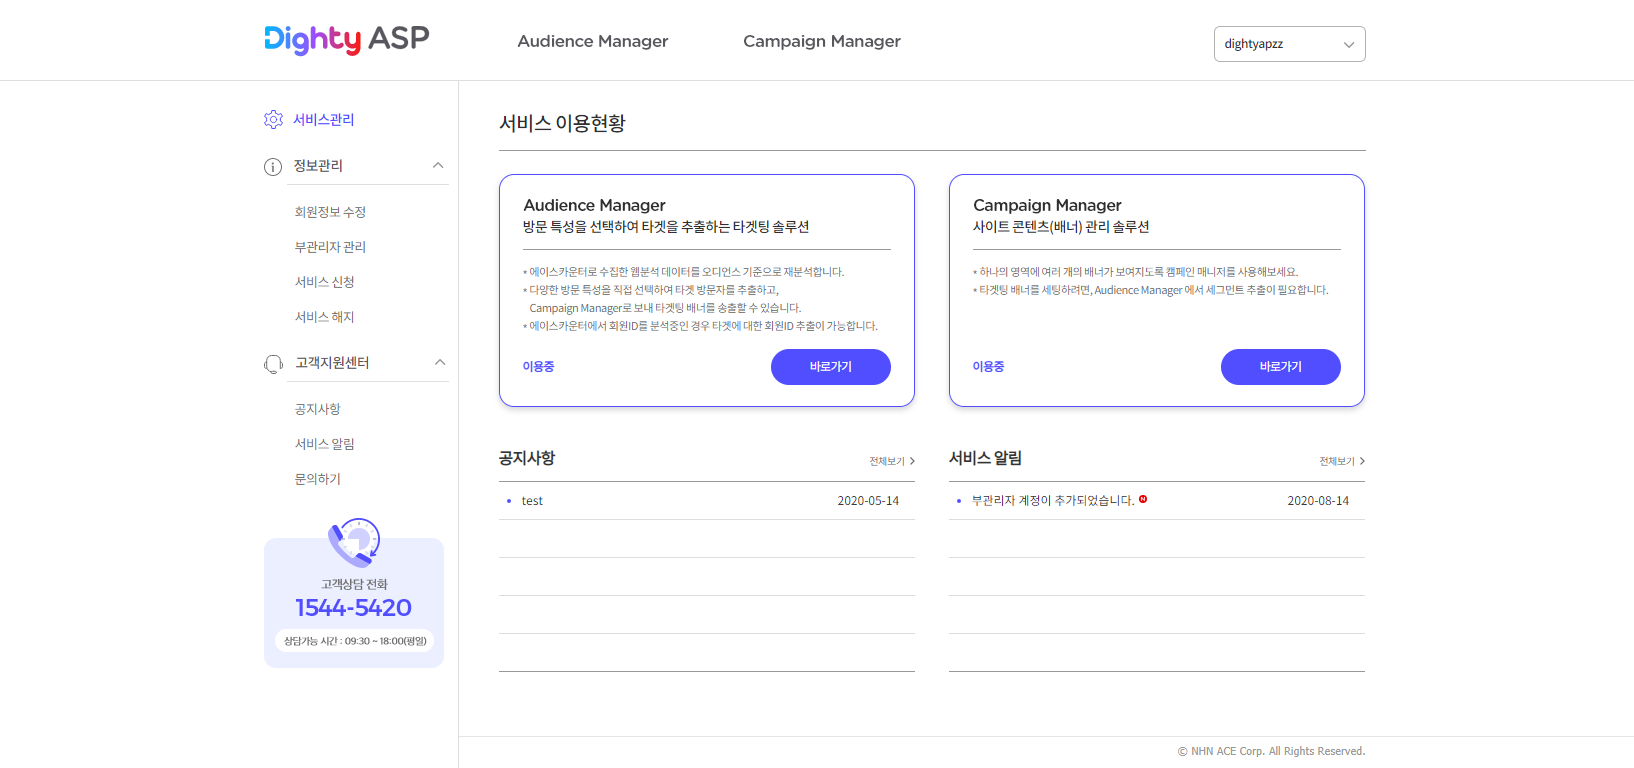 Dighty ASP
Audience Manager
Campaign Manager
dightyapzz
서비스관리
정보관리
회원정보 수정
부관리자 관리
서비스 신청
서비스 해지
고객지원센터
공지사항
서비스 알림
문의하기
고객상담 전화
1544-5420
상담가능 시간 : 09:30 ~ 18:00(평일)
서비스 이용현황
Audience Manager
방문 특성을 선택하여 타겟을 추출하는 타겟팅 솔루션
* 에이스카운터로 수집한 웹분석 데이터를 오디언스 기준으로 재분석합니다.
* 다양한 방문 특성을 직접 선택하여 타겟 방문자를 추출하고,
Campaign Manager로 보내 타겟팅 배너를 송출할 수 있습니다.
* 에이스카운터에서 회원ID를 분석중인 경우 타겟에 대한 회원ID 추출이 가능합니다.
이용중
바로가기
Campaign Manager
사이트 콘텐츠(배너) 관리 솔루션
* 하나의 영역에 여러 개의 배너가 보여지도록 캠페인 매니저를 사용해보세요.
* 타겟팅 배너를 세팅하려면, Audience Manager 에서 세그먼트 추출이 필요합니다.
이용중
바로가기
공지사항
전체보기 >
• test 2020-05-14
서비스 알림
전체보기 >
• 부관리자 계정이 추가되었습니다. N 2020-08-14
© NHN ACE Corp. All Rights Reserved.